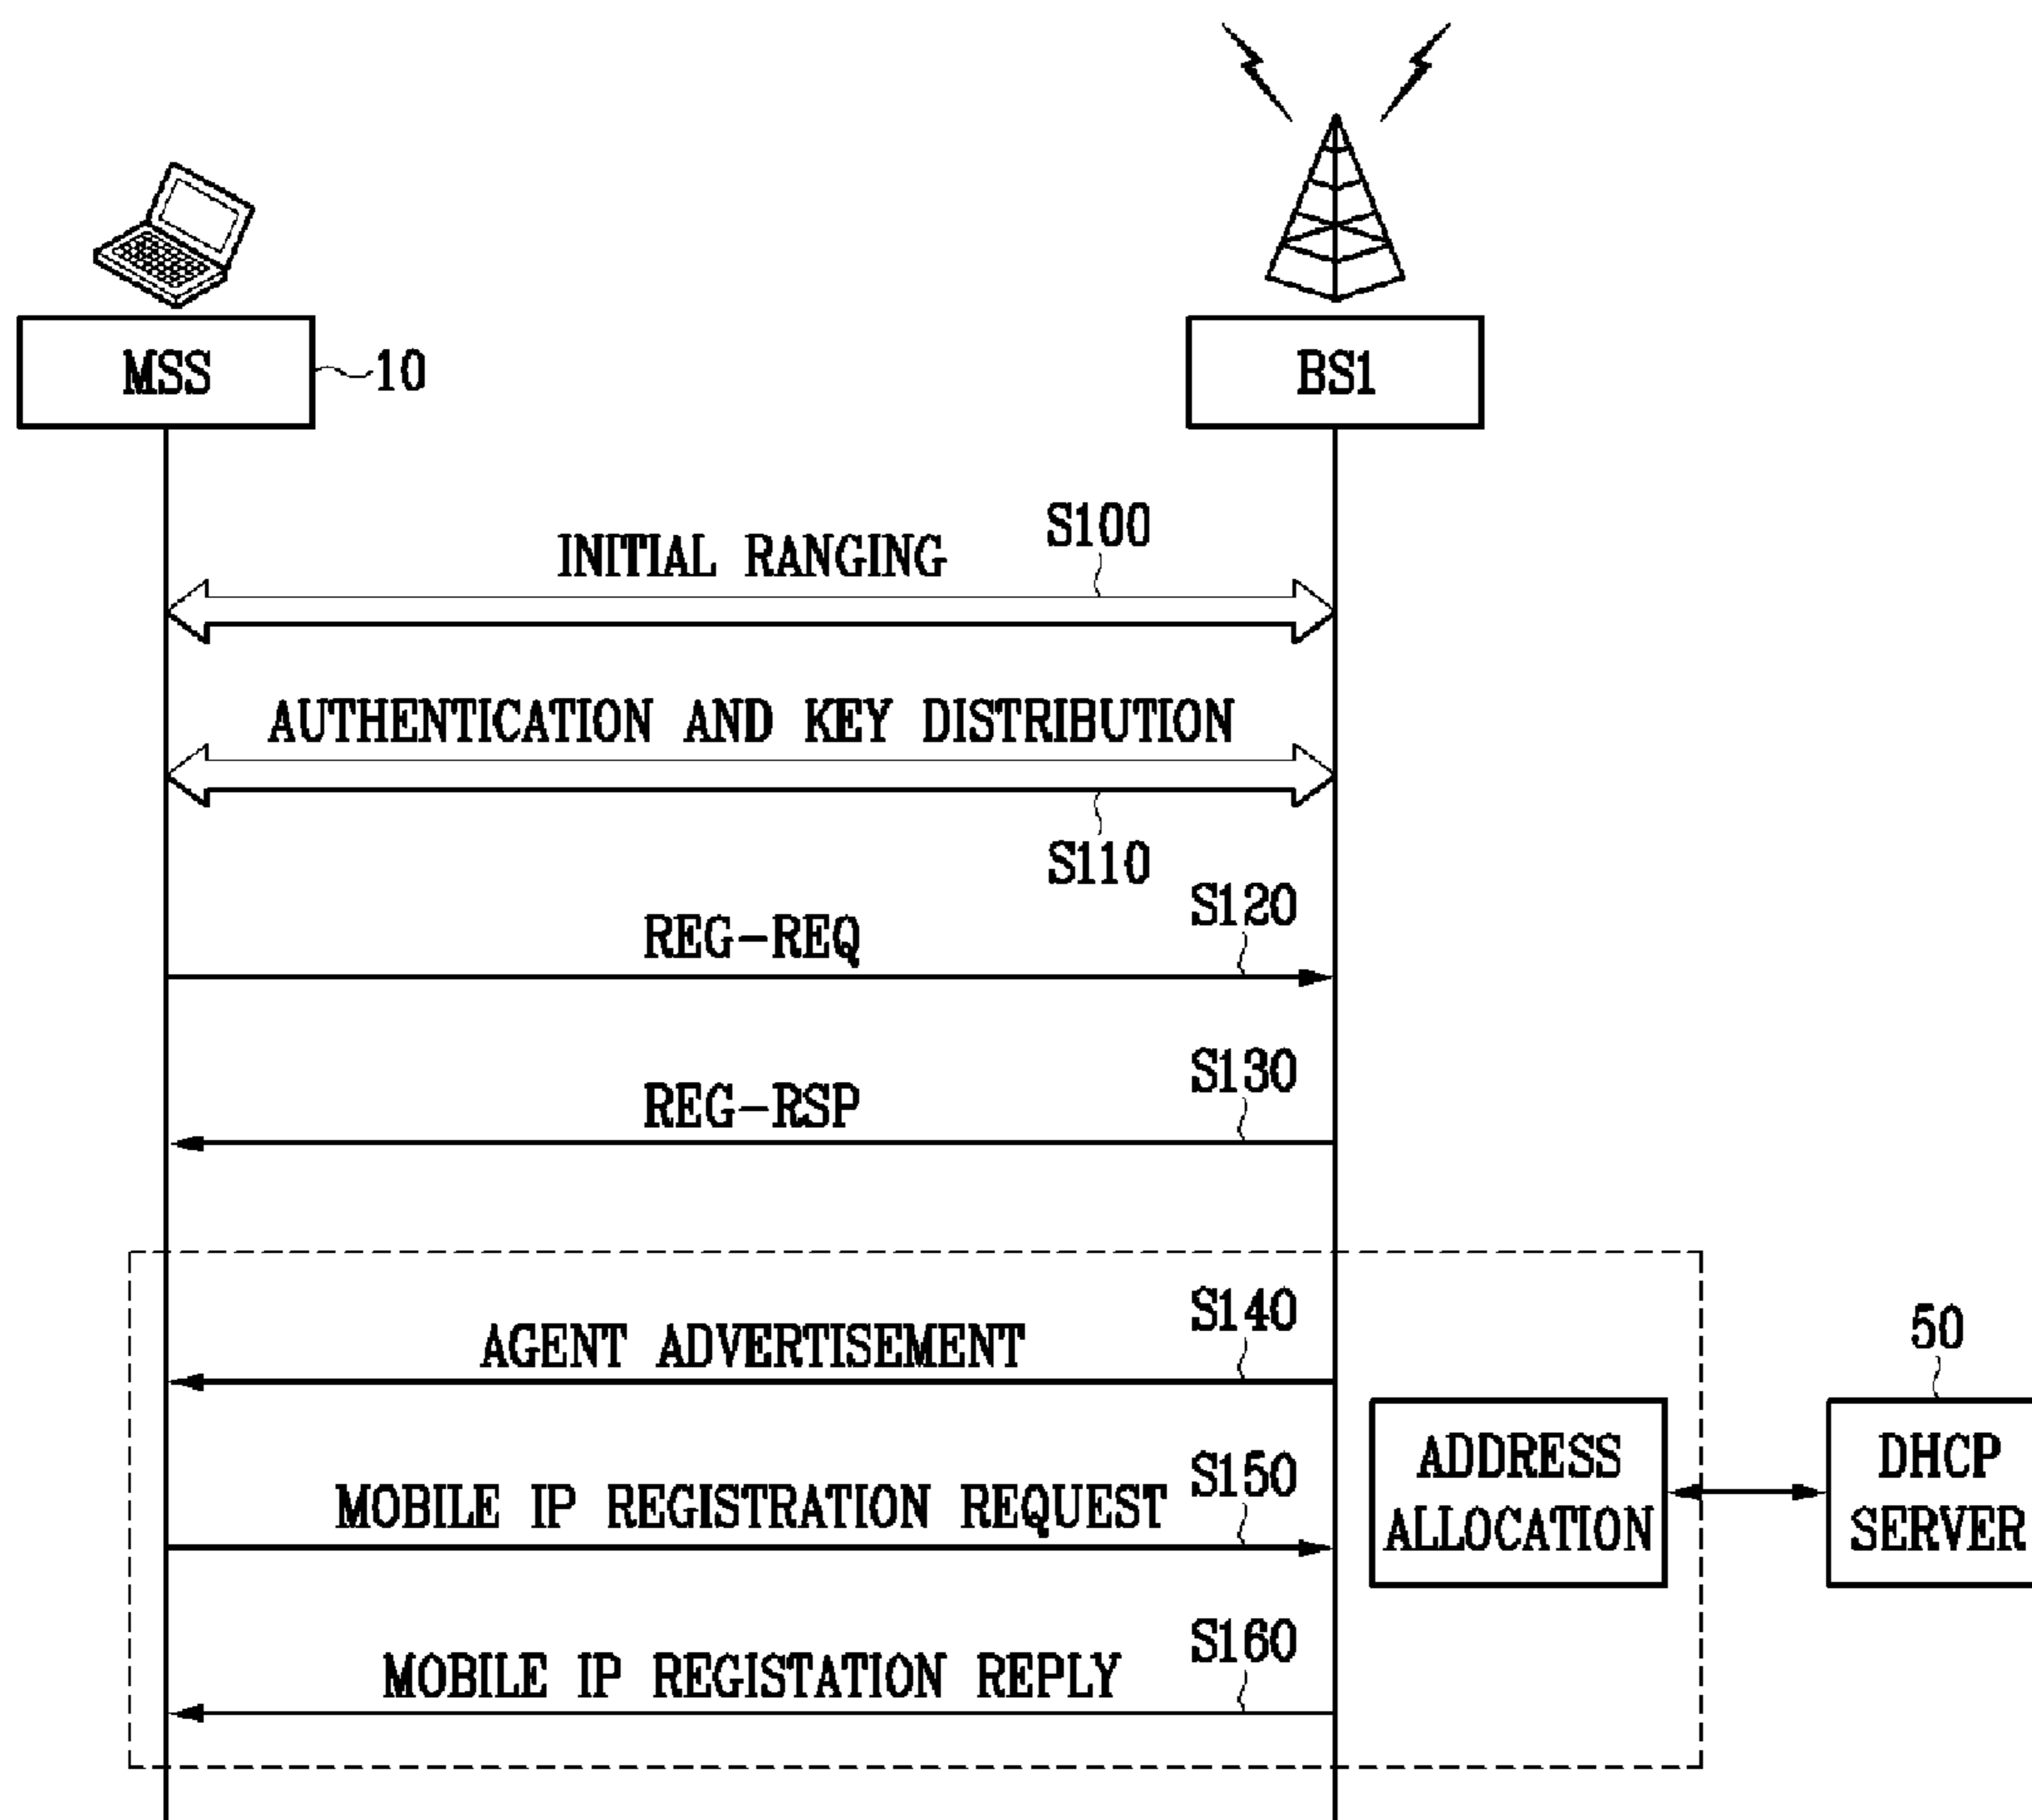 MSS
10
BS1
INITIAL RANGING
S100
AUTHENTICATION AND KEY DISTRIBUTION
S110
REG-REQ
S120
REG-RSP
S130
AGENT ADVERTISEMENT
S140
MOBILE IP REGISTRATION REQUEST
S150
ADDRESS
ALLOCATION
50
DHCP
SERVER
MOBILE IP REGISTATION REPLY
S160